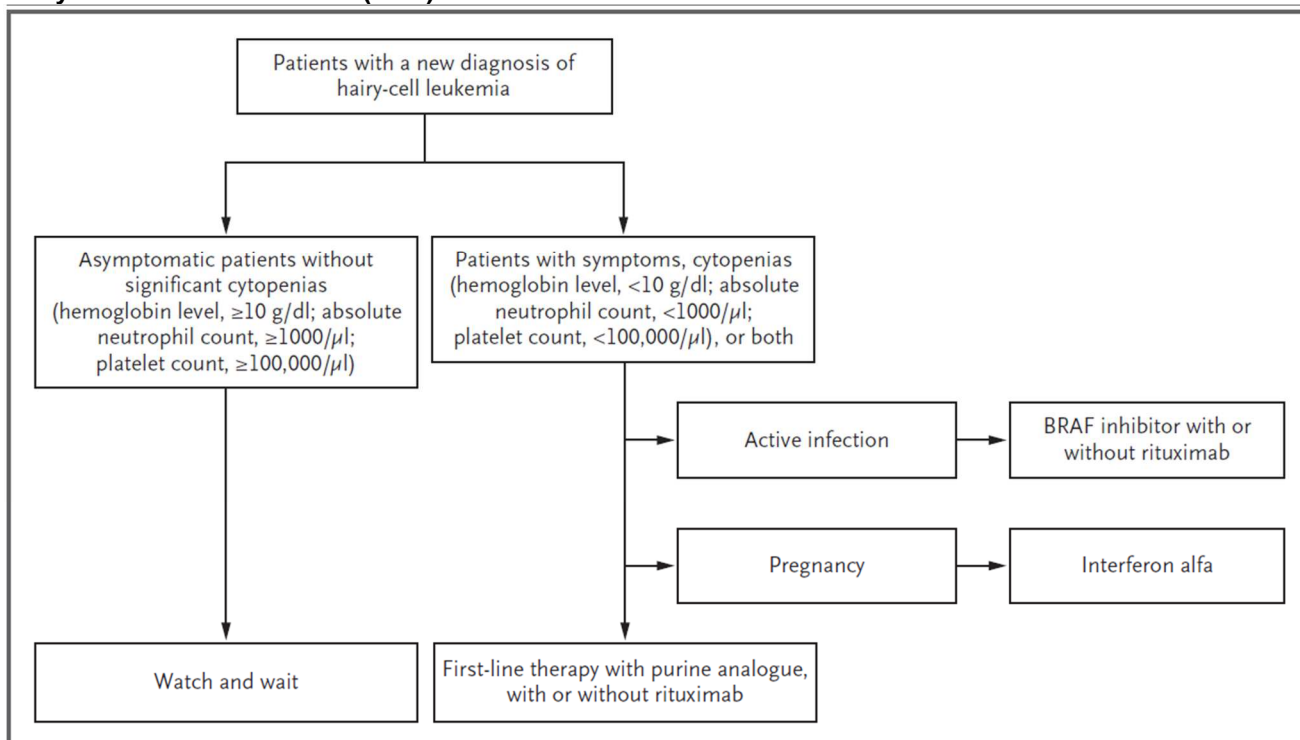 Patients with a new diagnosis of
hairy-cell leukemia
Asymptomatic patients without
significant cytopenias
(hemoglobin level, ≥10 g/dl; absolute
neutrophil count, ≥1000/μl;
platelet count, ≥100,000/μl)
Patients with symptoms, cytopenias
(hemoglobin level, <10 g/dl; absolute
neutrophil count, <1000/μl;
platelet count, <100,000/μl), or both
Active infection
BRAF inhibitor with or
without rituximab
Pregnancy
Interferon alfa
Watch and wait
First-line therapy with purine analogue,
with or without rituximab